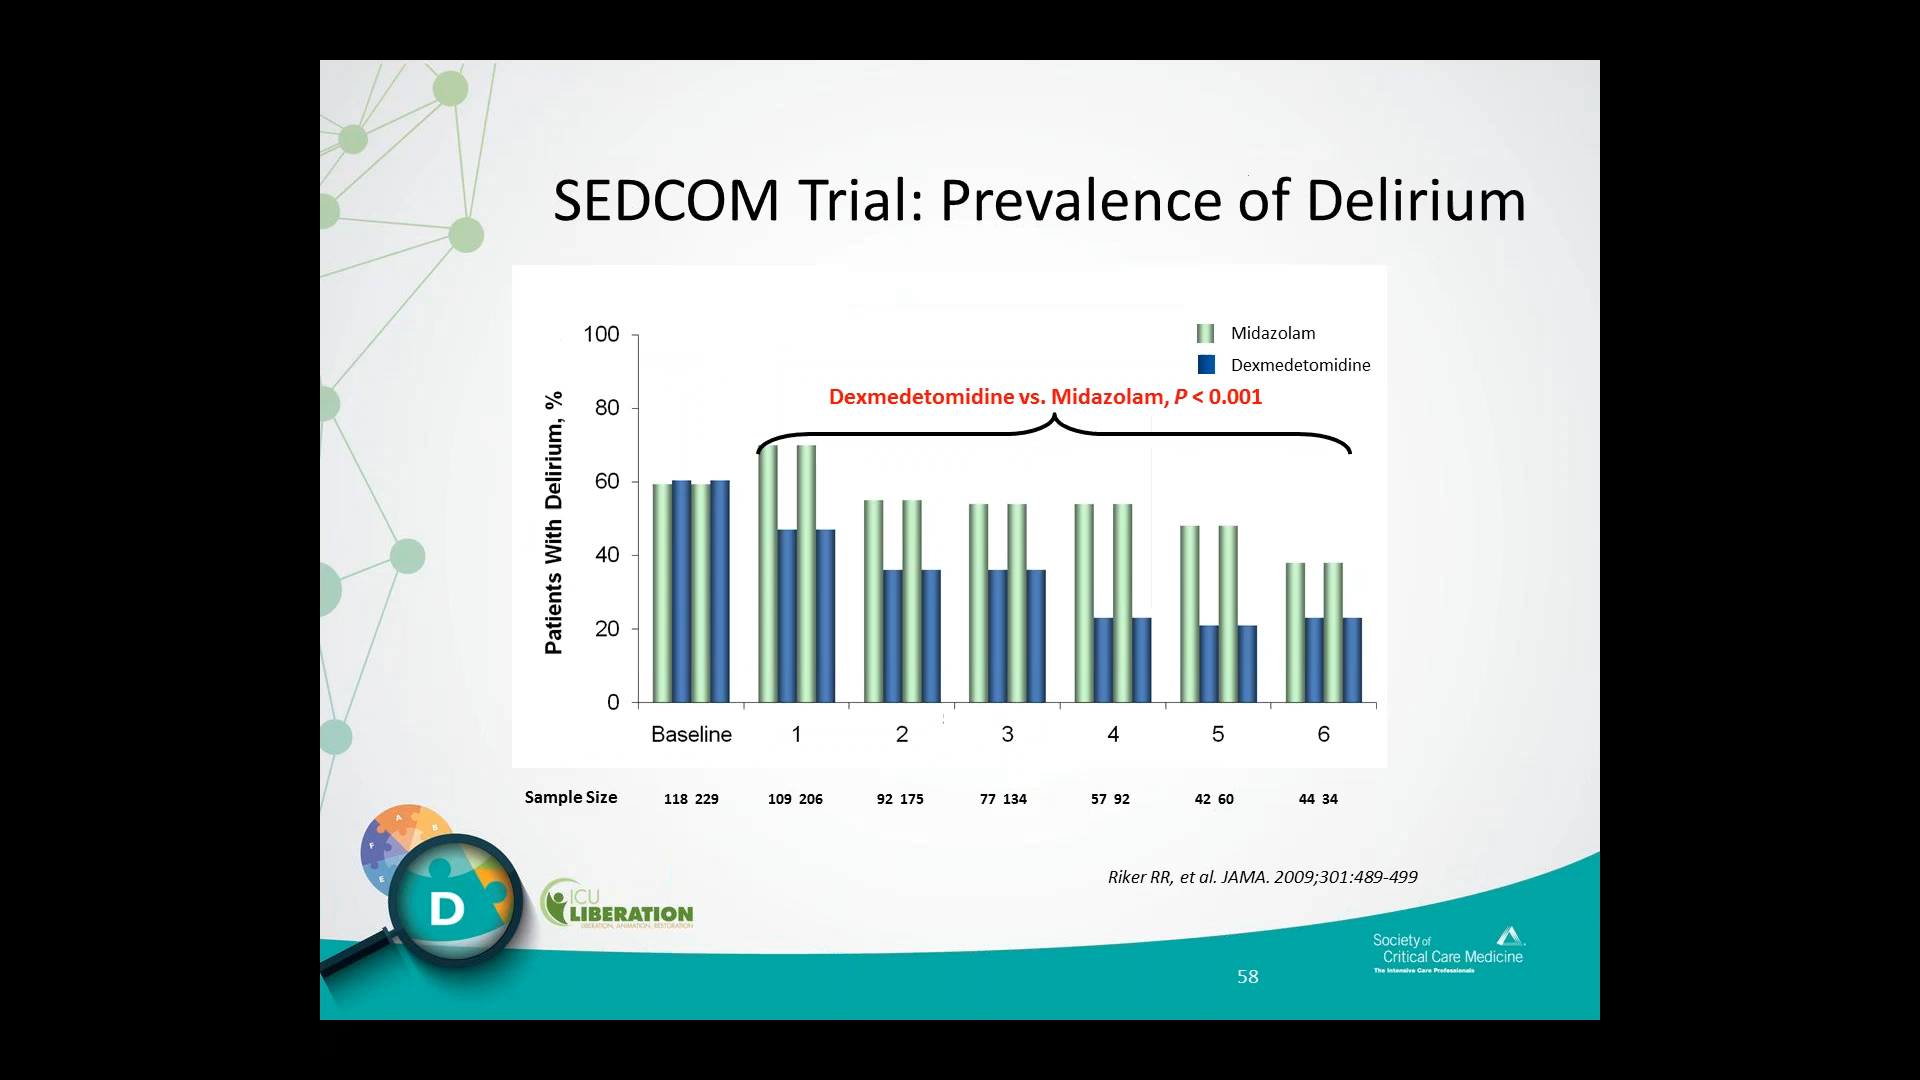 SEDCOM Trial: Prevalence of Delirium
Midazolam
Dexmedetomidine
Dexmedetomidine vs. Midazolam, P < 0.001
Patients With Delirium, %
100
80
60
40
20
0
Baseline 1 2 3 4 5 6
Sample Size 118 229 109 206 92 175 77 134 57 92 42 60 44 34
Riker RR, et al. JAMA. 2009;301:489-499
A
B
F
E
D
ICU
LIBERATION
LIBERATION, ANIMATION, RESTORATION
Society of
Critical Care Medicine
The Intensive Care Professionals
58